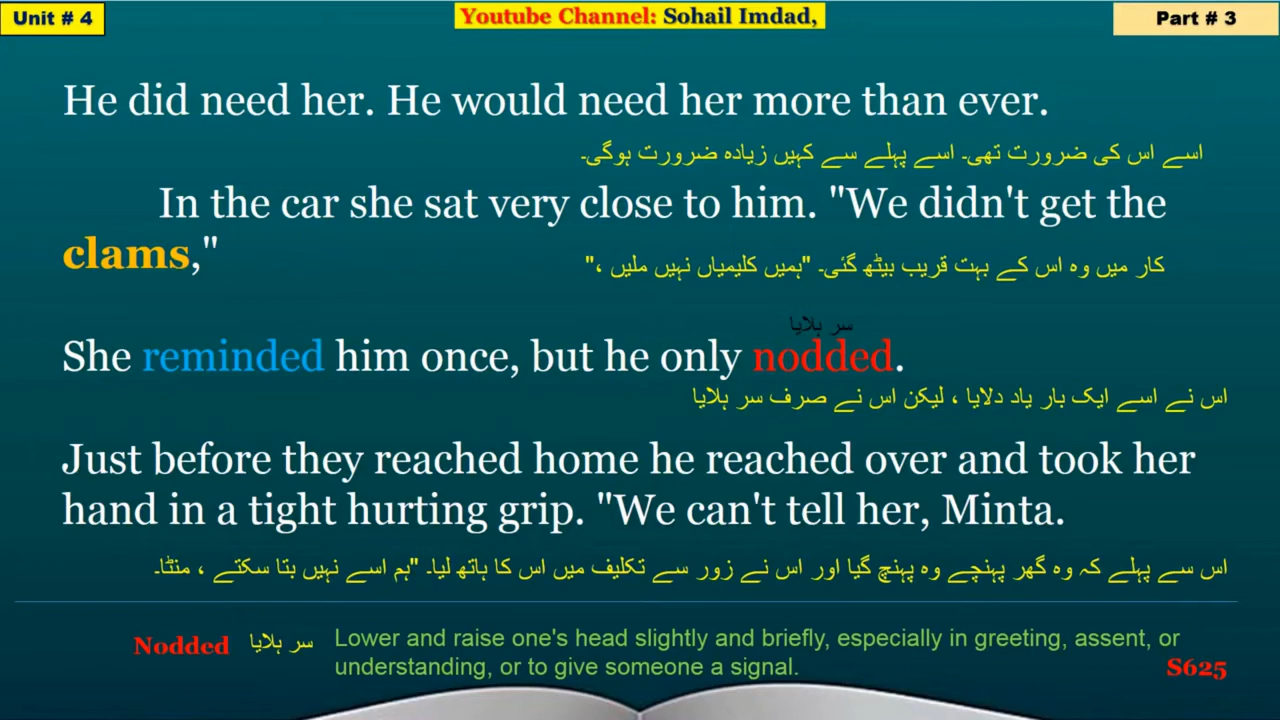 Unit # 4
Youtube Channel: Sohail Imdad,
Part # 3
He did need her. He would need her more than ever.
اسے اس کی ضرورت تھی۔ اسے پہلے سے کہیں زیادہ ضرورت ہوگی۔
In the car she sat very close to him. "We didn't get the
clams,"
کار میں وہ اس کے بہت قریب بیٹھ گئی۔ "ہمیں کلیمیاں نہیں ملیں ،"
سر ہلایا
She reminded him once, but he only nodded.
اس نے اسے ایک بار یاد دلایا ، لیکن اس نے صرف سر ہلایا
Just before they reached home he reached over and took her
hand in a tight hurting grip. "We can't tell her, Minta.
اس سے پہلے کہ وہ گھر پہنچے وہ پہنچ گیا اور اس نے زور سے تکلیف میں اس کا ہاتھ لیا۔ "ہم اسے نہیں بتا سکتے ، منٹا۔
Nodded سر ہلایا Lower and raise one's head slightly and briefly, especially in greeting, assent, or
understanding, or to give someone a signal.
S625